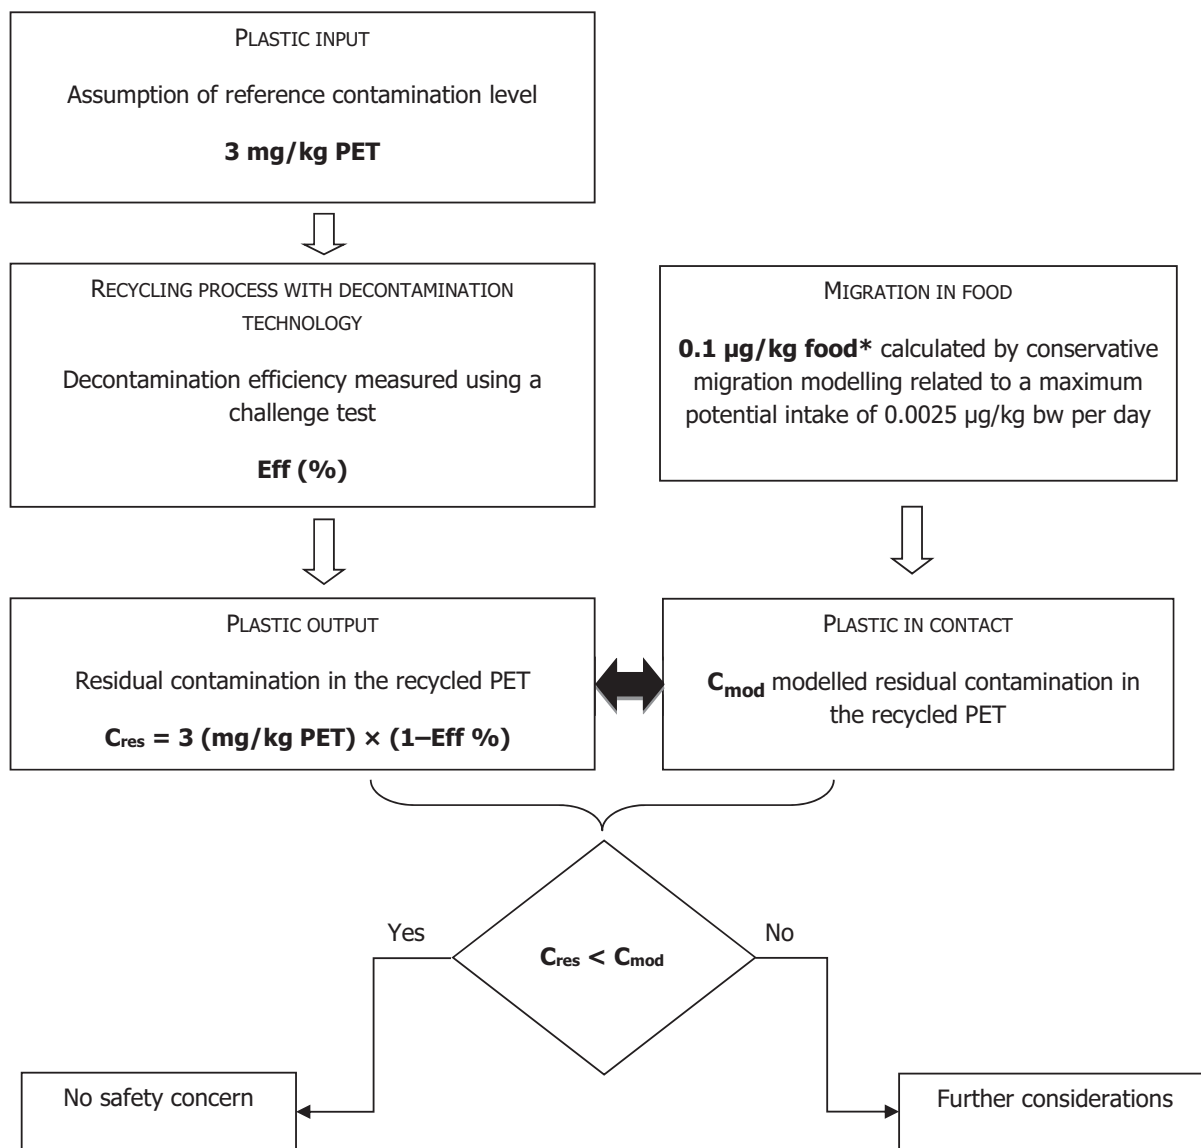 PLASTIC INPUT
Assumption of reference contamination level
3 mg/kg PET
RECYCLING PROCESS WITH DECONTAMINATION
TECHNOLOGY
Decontamination efficiency measured using a
challenge test
Eff (%)
MIGRATION IN FOOD
0.1 µg/kg food* calculated by conservative
migration modelling related to a maximum
potential intake of 0.0025 µg/kg bw per day
PLASTIC OUTPUT
Residual contamination in the recycled PET
Cres = 3 (mg/kg PET) × (1–Eff %)
PLASTIC IN CONTACT
Cmod modelled residual contamination in
the recycled PET
Yes
Cres < Cmod
No
No safety concern
Further considerations